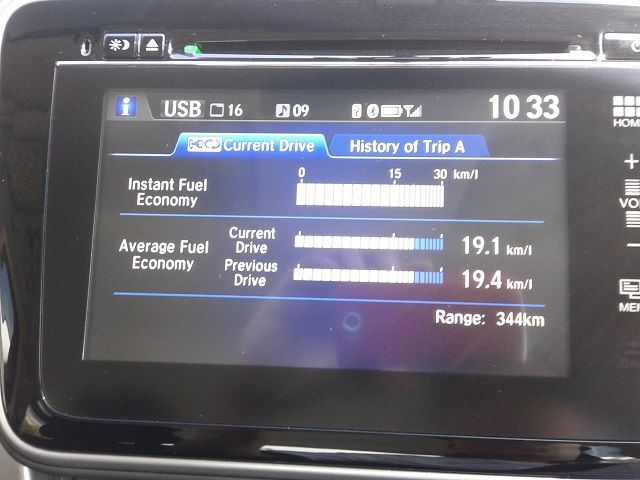 i USB 16 09 10 33
Current Drive History of Trip A
0 15 30 km/l
Instant Fuel
Economy
Average Fuel
Economy
Current
Drive
19.1 km/l
Previous
Drive
19.4 km/l
Range: 344km
HOME
+
VOL
MENU